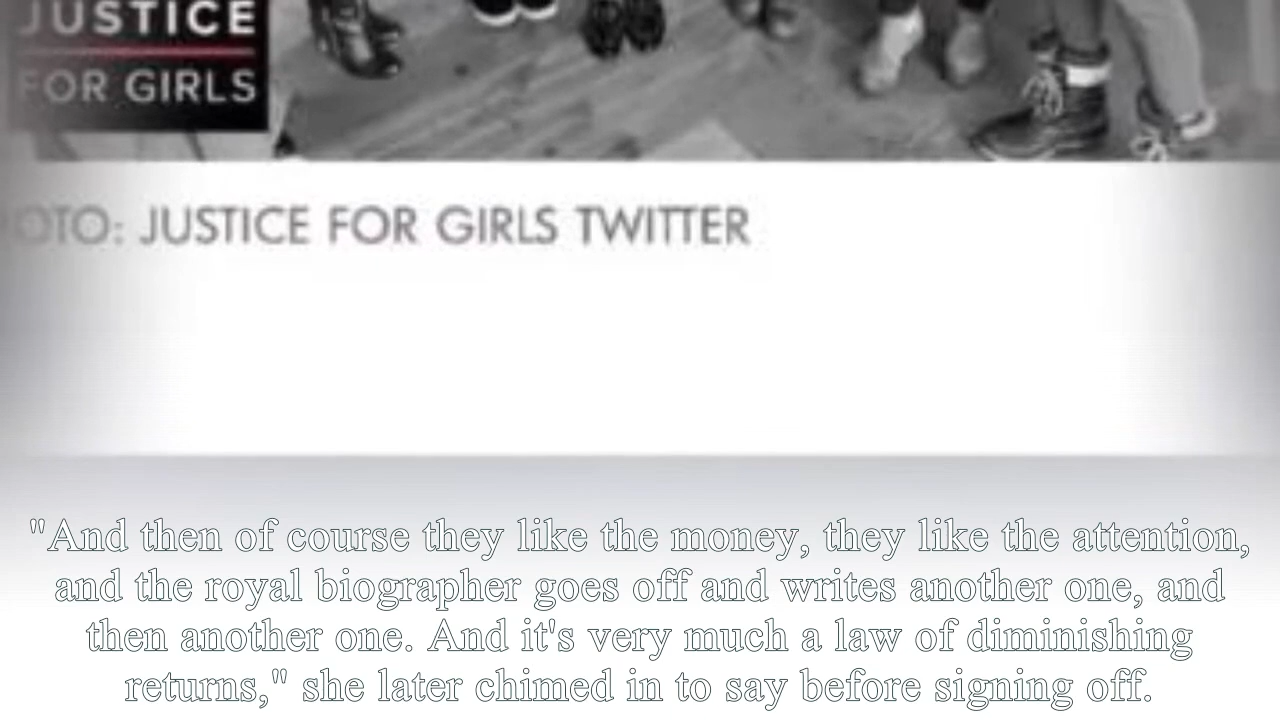 JUSTICE
FOR GIRLS
OTO: JUSTICE FOR GIRLS TWITTER
"And then of course they like the money, they like the attention,
and the royal biographer goes off and writes another one, and
then another one. And it's very much a law of diminishing
returns," she later chimed in to say before signing off.